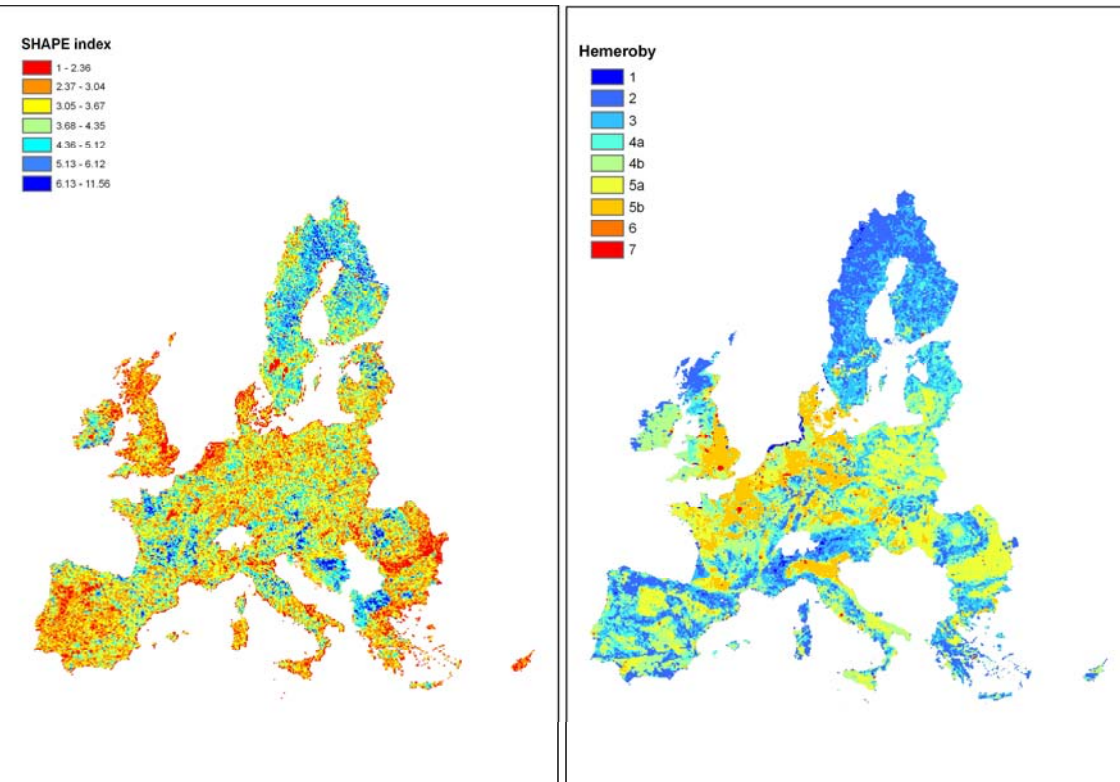 SHAPE index
1 - 2.36
2.37 - 3.04
3.05 - 3.67
3.68 - 4.35
4.36 - 5.12
5.13 - 6.12
6.13 - 11.56
Hemeroby
1
2
3
4a
4b
5a
5b
6
7